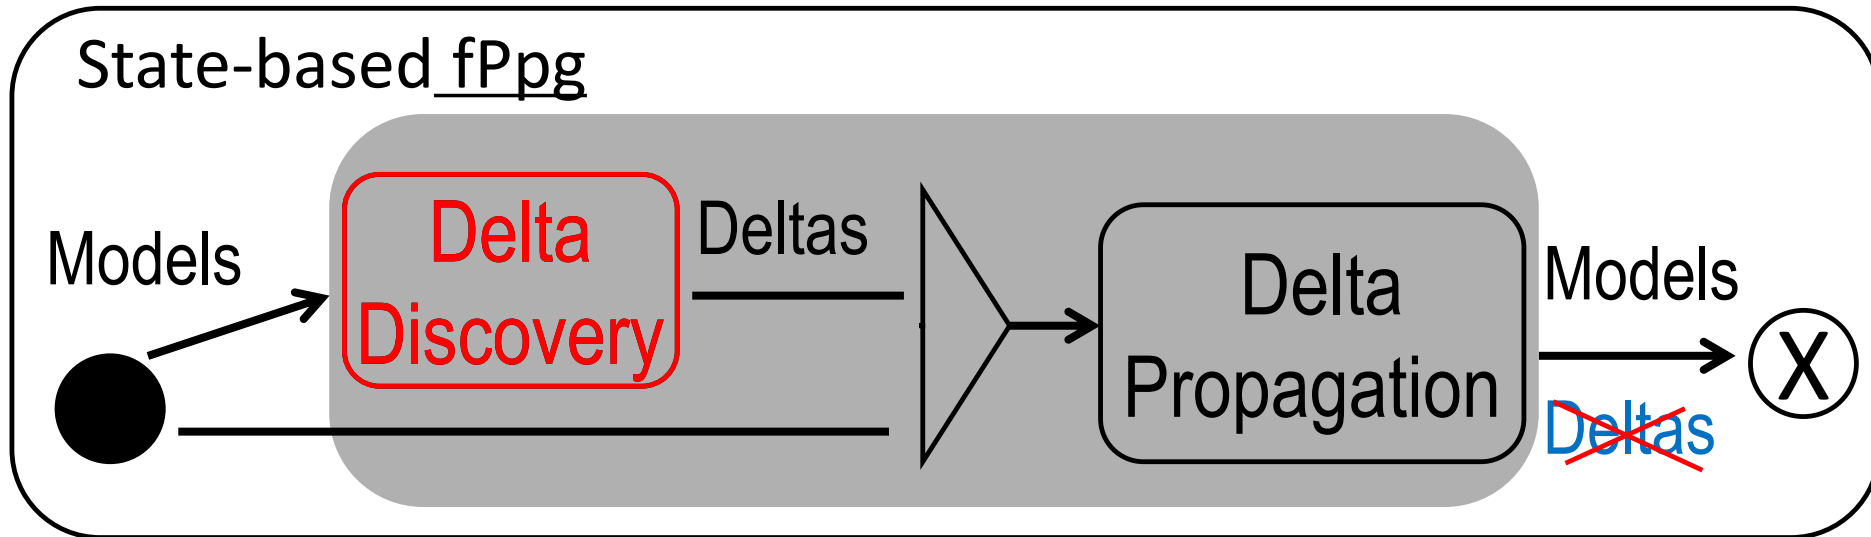 State-based fPpg
Models
Delta
Discovery
Deltas
Delta
Propagation
Models
Deltas
X